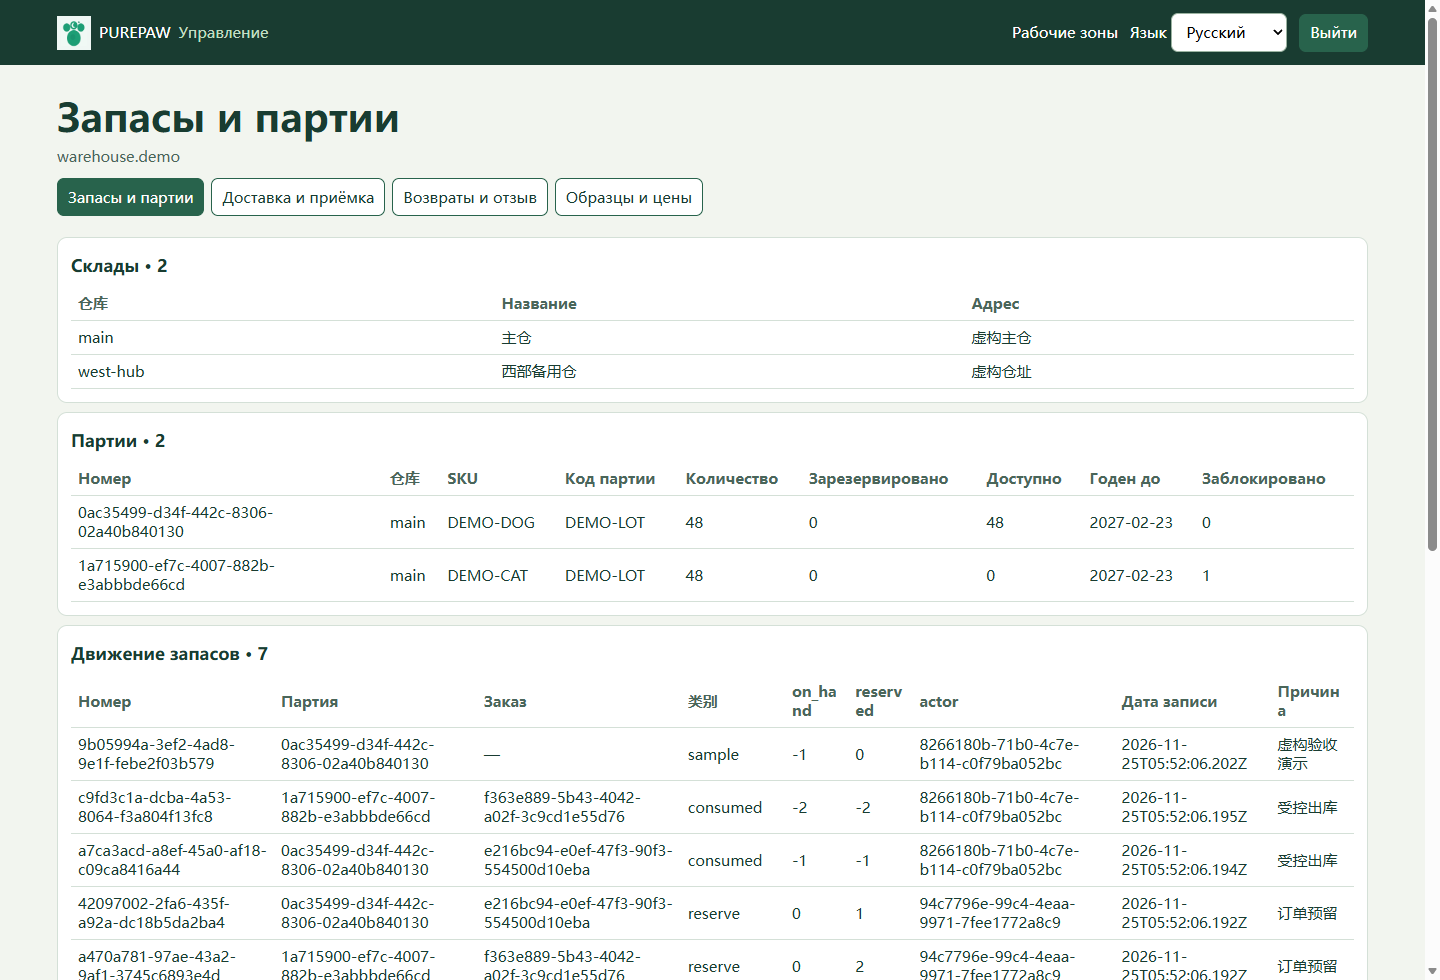 PUREPAW Управление
Рабочие зоны Язык Русский Выйти
Запасы и партии
warehouse.demo
Запасы и партии Доставка и приёмка Возвраты и отзыв Образцы и цены
Склады • 2
仓库 Название Адрес
main 主仓 虚构主仓
west-hub 西部备用仓 虚构仓址
Партии • 2
Номер 仓库 SKU Код партии Количество Зарезервировано Доступно Годен до Заблокировано
0ac35499-d34f-442c-8306-
02a40b840130 main DEMO-DOG DEMO-LOT 48 0 48 2027-02-23 0
1a715900-ef7c-4007-882b-
e3abbbde66cd main DEMO-CAT DEMO-LOT 48 0 0 2027-02-23 1
Движение запасов • 7
Номер Партия Заказ 类别 on_ha
nd reserv
ed actor Дата записи Причин
а
9b05994a-3ef2-4ad8-
9e1f-febe2f03b579 0ac35499-d34f-442c-
8306-02a40b840130 — sample -1 0 8266180b-71b0-4c7e-
b114-c0f79ba052bc 2026-11-
25T05:52:06.202Z 虚构验收
演示
c9fd3c1a-dcba-4a53-
8064-f3a804f13fc8 1a715900-ef7c-4007-
882b-e3abbbde66cd f363e889-5b43-4042-
a02f-3c9cd1e55d76 consumed -2 -2 8266180b-71b0-4c7e-
b114-c0f79ba052bc 2026-11-
25T05:52:06.195Z 受控出库
a7ca3acd-a8ef-45a0-af18-
c09ca8416a44 0ac35499-d34f-442c-
8306-02a40b840130 e216bc94-e0ef-47f3-90f3-
554500d10eba consumed -1 -1 8266180b-71b0-4c7e-
b114-c0f79ba052bc 2026-11-
25T05:52:06.194Z 受控出库
42097002-2fa6-435f-
a92a-dc18b5da2ba4 0ac35499-d34f-442c-
8306-02a40b840130 e216bc94-e0ef-47f3-90f3-
554500d10eba reserve 0 1 94c7796e-99c4-4eaa-
9971-7fee1772a8c9 2026-11-
25T05:52:06.192Z 订单预留
a470a781-97ae-43a2-
9af1-3745c6893e4d 1a715900-ef7c-4007-
882b-e3abbbde66cd f363e889-5b43-4042-
a02f-3c9cd1e55d76 reserve 0 2 94c7796e-99c4-4eaa-
9971-7fee1772a8c9 2026-11-
25T05:52:06.192Z 订单预留